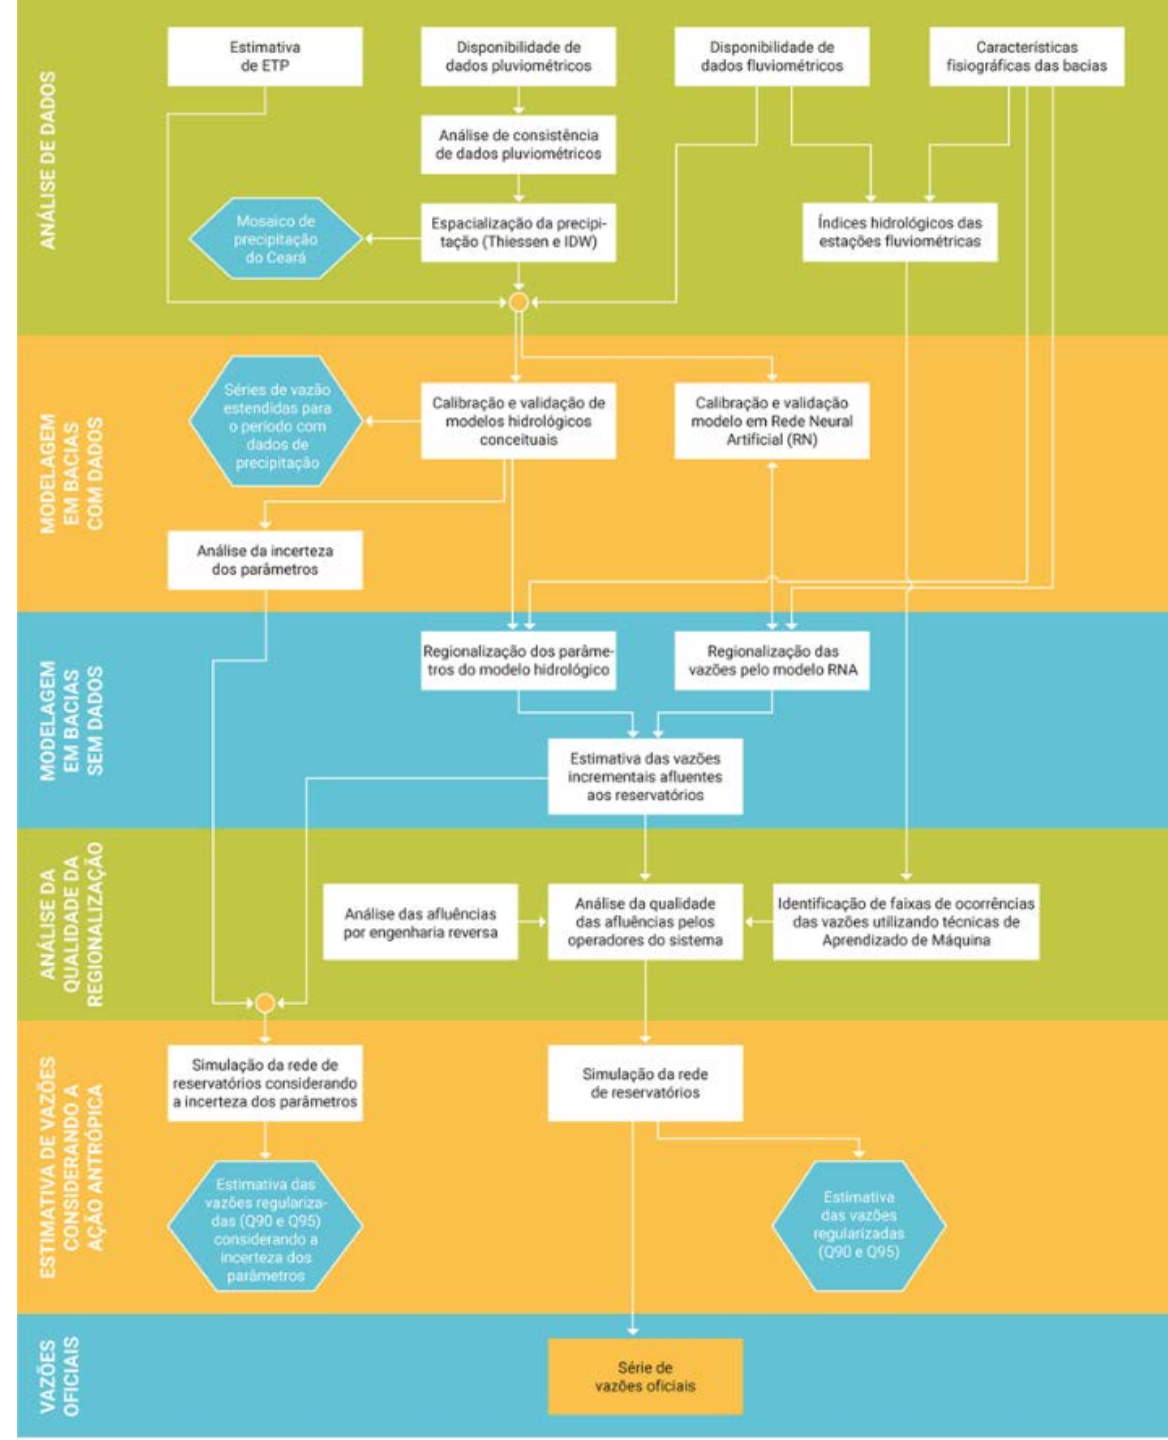 ANÁLISE DE DADOS
Estimativa
de ETP
Disponibilidade de
dados pluviométricos
Disponibilidade de
dados fluviométricos
Características
fisiográficas das bacias
Análise de consistência
de dados pluviométricos
Mosaico de
precipitação
do Ceará
Espacialização da precipi-
tação (Thiessen e IDW)
Índices hidrológicos das
estações fluviométricas
MODELAGEM
EM BACIAS
COM DADOS
Séries de vazão
estendidas para
o período com
dados de
precipitação
Calibração e validação de
modelos hidrológicos
conceituais
Calibração e validação
modelo em Rede Neural
Artificial (RN)
Análise da incerteza
dos parâmetros
MODELAGEM
EM BACIAS
SEM DADOS
Regionalização dos parâme-
tros do modelo hidrológico
Regionalização das
vazões pelo modelo RNA
Estimativa das vazões
incrementais afluentes
aos reservatórios
ANÁLISE DA
QUALIDADE DA
REGIONALIZAÇÃO
Análise das afluências
por engenharia reversa
Análise da qualidade
das afluências pelos
operadores do sistema
Identificação de faixas de ocorrências
das vazões utilizando técnicas de
Aprendizado de Máquina
ESTIMATIVA DE VAZÕES
CONSIDERANDO A
AÇÃO ANTRÓPICA
Simulação da rede de
reservatórios considerando
a incerteza dos parâmetros
Simulação da rede
de reservatórios
Estimativa das
vazões regulariza-
das (Q90 e Q95)
considerando a
incerteza dos
parâmetros
Estimativa
das vazões
regularizadas
(Q90 e Q95)
VAZÕES
OFICIAIS
Série de
vazões oficiais